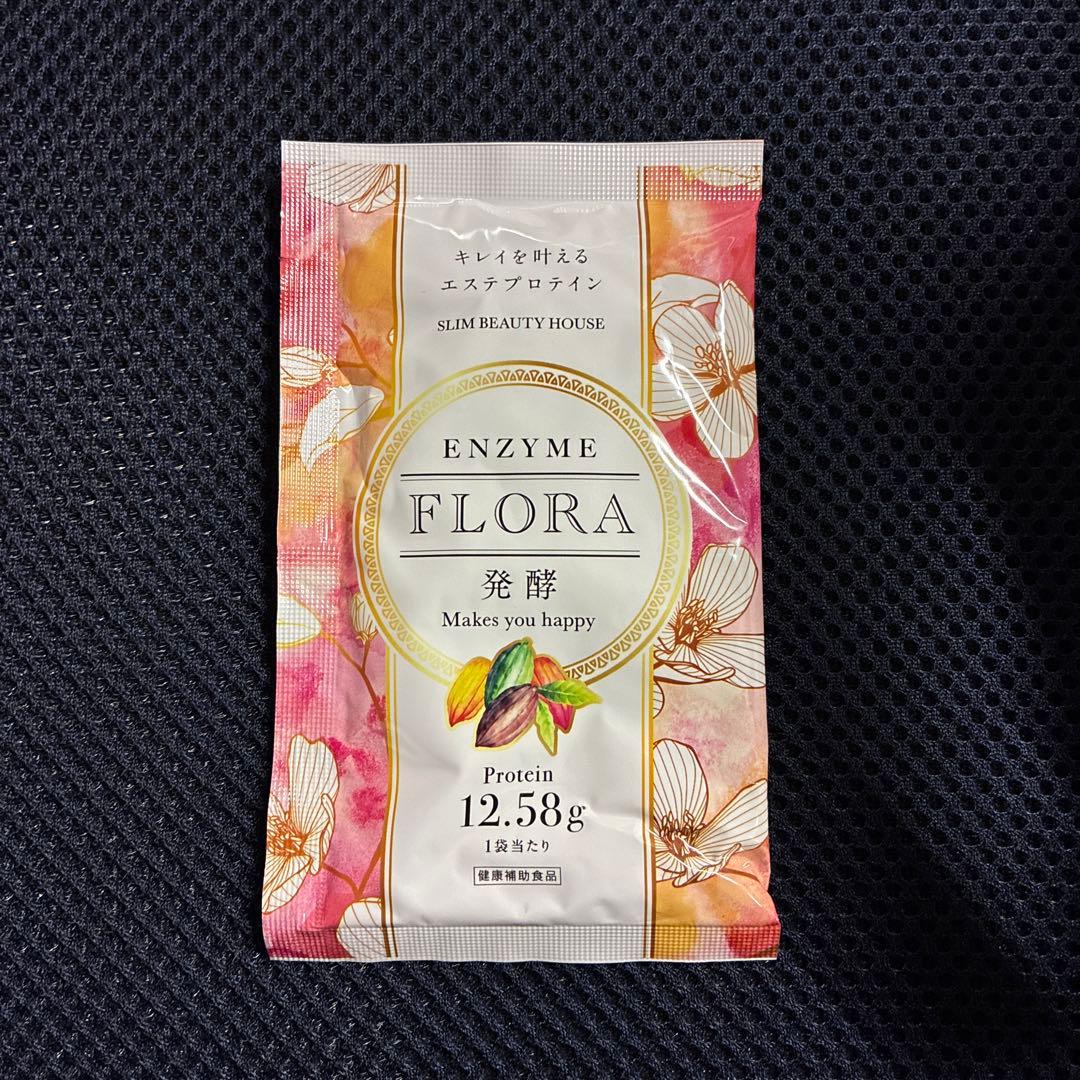 キレイを叶える
エステプロテイン
SLIM BEAUTY HOUSE
ENZYME
FLORA
発酵
Makes you happy
Protein
12.58g
1袋当たり
健康補助食品